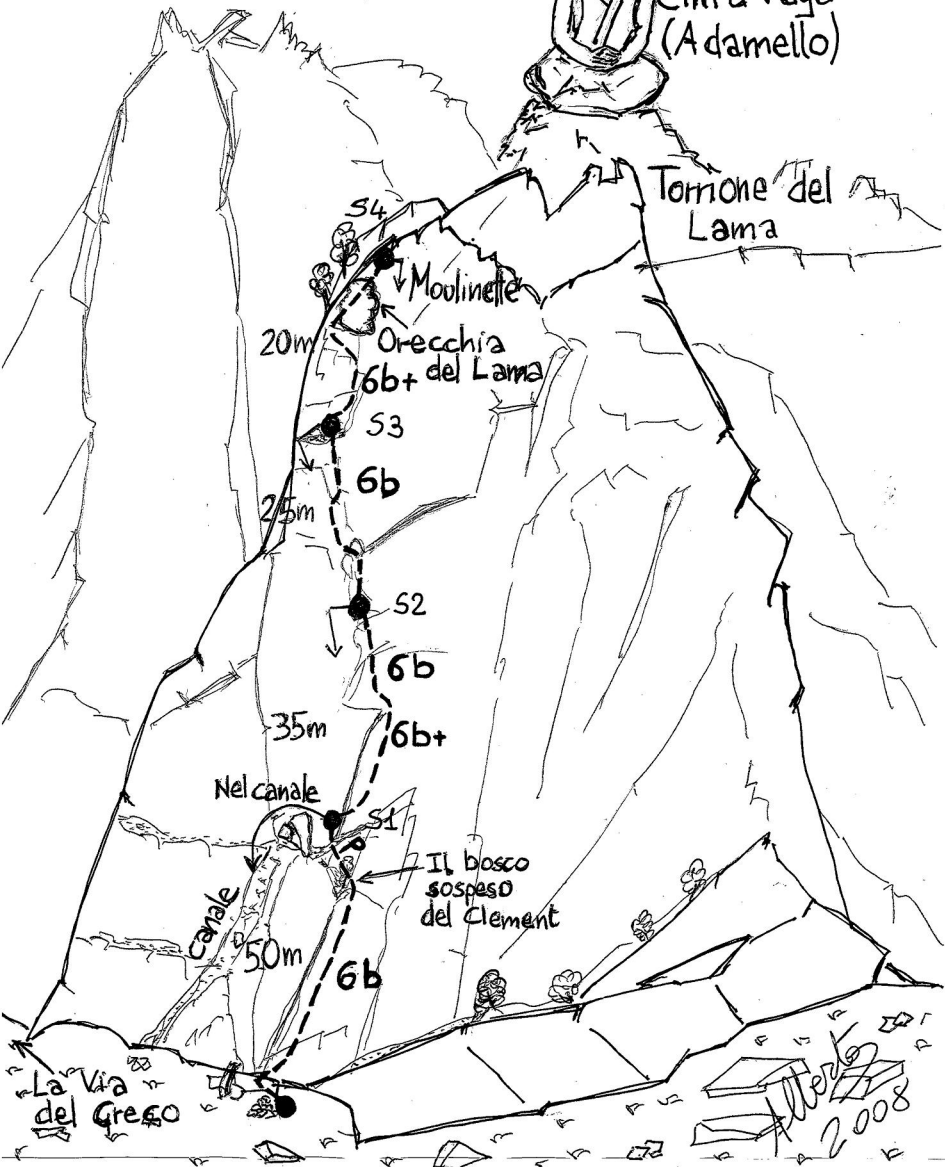 (Adamello)
Torrione del
Lama
S4
Moulinette
20m
Orecchia
del Lama
6b+
S3
6b
25m
S2
6b
35m
6b+
Nel canale
S1
Il bosco
sospeso
del Clement
canale
50m
6b
La Via
del Greco
2008